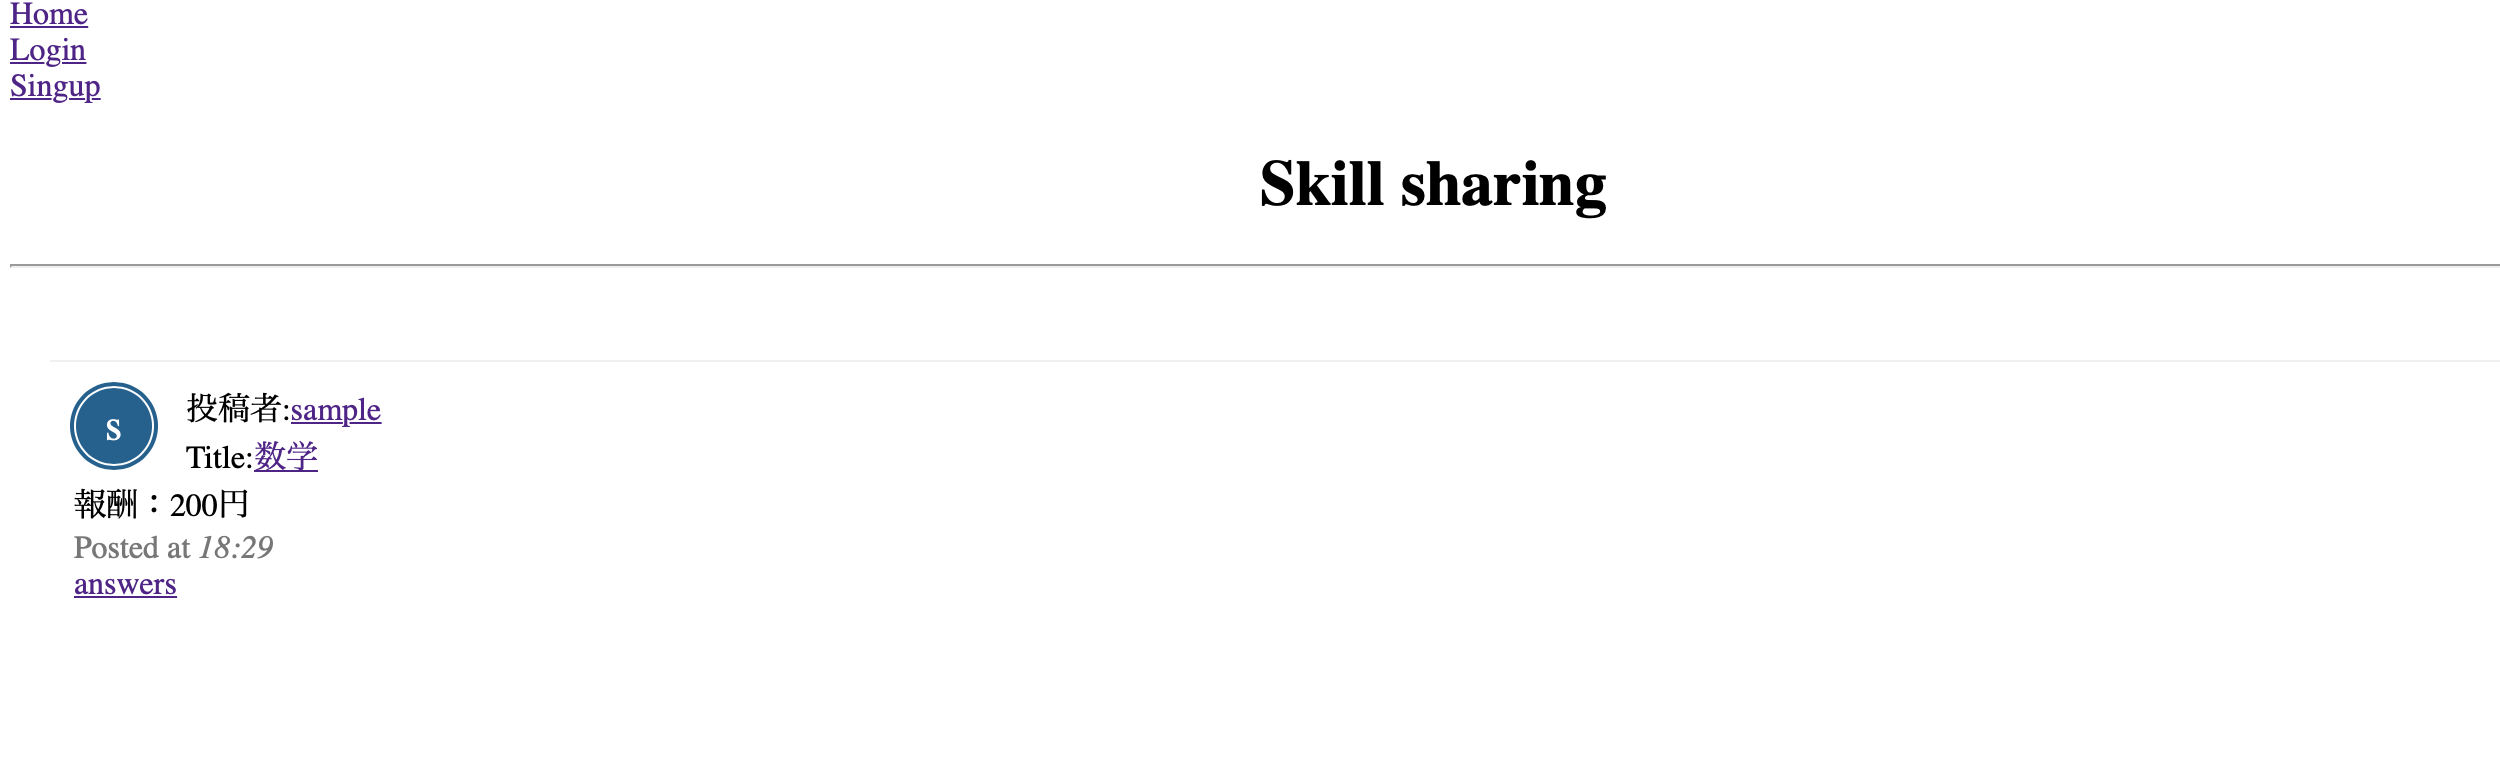 Home
Login
Singup
Skill sharing
s
投稿者:sample
Title:数学
報酬：200円
Posted at 18:29
answers